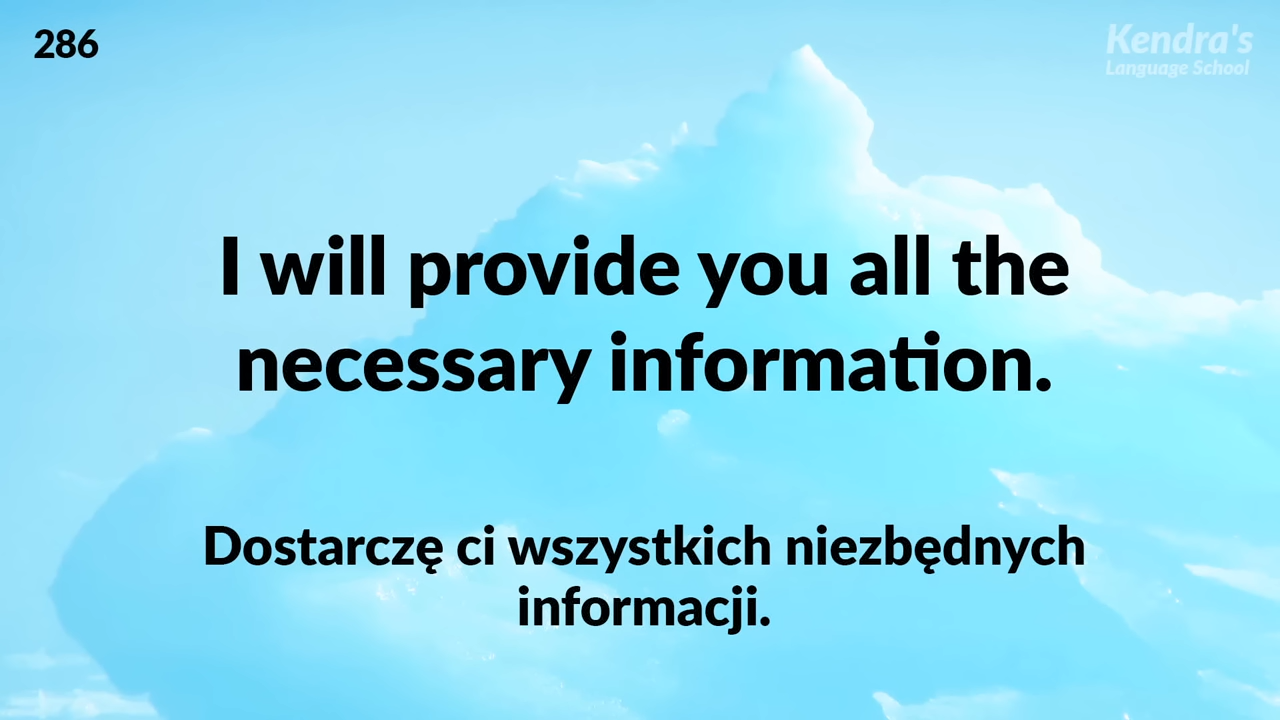 286
Kendra's
Language School
I will provide you all the
necessary information.
Dostarczę ci wszystkich niezbędnych
informacji.